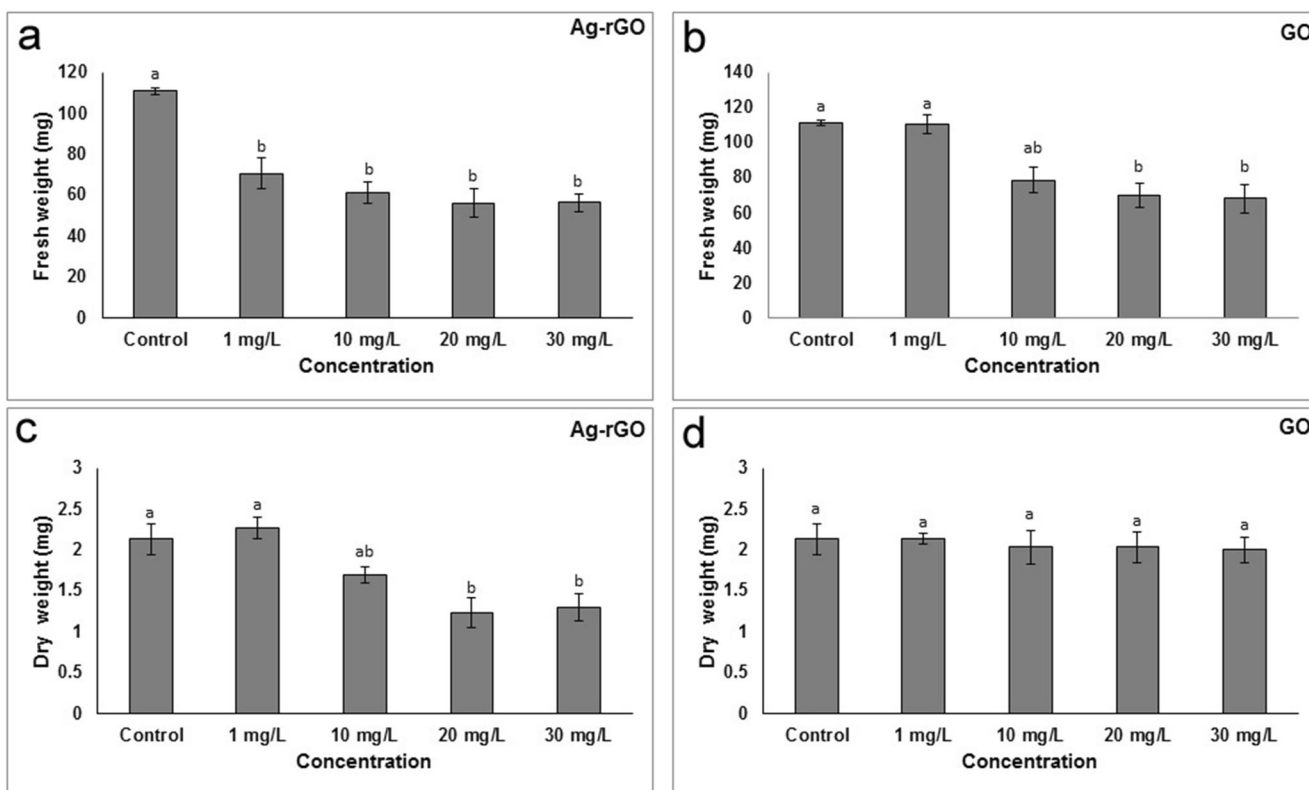 a
Ag-rGO
120
100
80
60
40
20
0
Fresh weight (mg)
a
b
b
b
b
Control
1 mg/L
10 mg/L
20 mg/L
30 mg/L
Concentration
b
GO
140
120
100
80
60
40
20
0
Fresh weight (mg)
a
a
ab
b
b
Control
1 mg/L
10 mg/L
20 mg/L
30 mg/L
Concentration
c
Ag-rGO
3
2.5
2
1.5
1
0.5
0
Dry weight (mg)
a
a
ab
b
b
Control
1 mg/L
10 mg/L
20 mg/L
30 mg/L
Concentration
d
GO
3
2.5
2
1.5
1
0.5
0
Dry weight (mg)
a
a
a
a
a
Control
1 mg/L
10 mg/L
20 mg/L
30 mg/L
Concentration